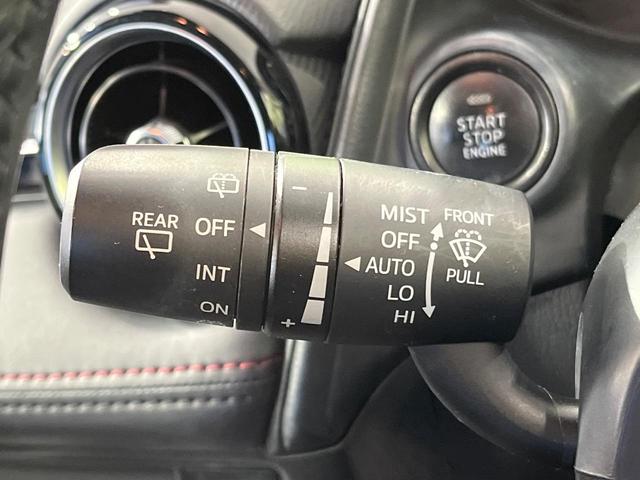 START
STOP
ENGINE
REAR
OFF
INT
ON
−
+
MIST
OFF
AUTO
LO
HI
FRONT
PULL